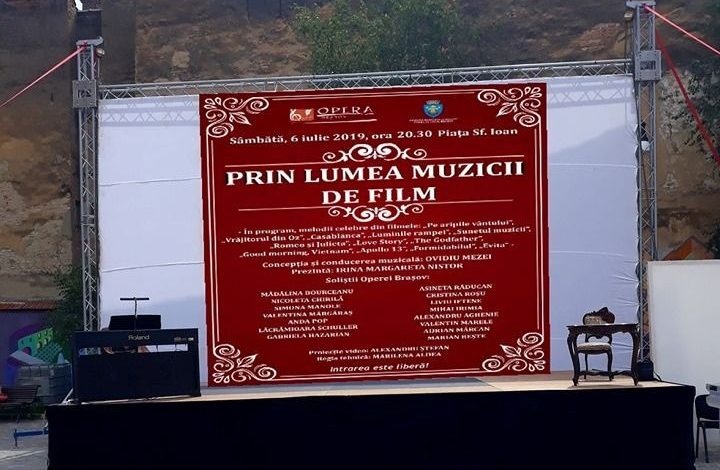 OPERA
BRAȘOV
Sâmbătă, 6 iulie 2019, ora 20.30 Piața Sf. Ioan
PRIN LUMEA MUZICII
DE FILM
- În program, melodii celebre din filmele: „Pe aripile vântului",
„Vrăjitorul din Oz", „Casablanca", „Luminile rampei", „Sunetul muzicii",
„Romeo și Julieta", „Love Story", „The Godfather",
„Good morning, Vietnam", „Apollo 13", „Formidabilul", „Evita" -
Concepția și conducerea muzicală: OVIDIU MEZEI
Prezintă: IRINA MARGARETA NISTOR
Soliștii Operei Brașov:
MĂDĂLINA BOURCEANU
NICOLETA CHIRILĂ
SIMONA MANOLE
VALENTINA MĂRGĂRAȘ
ANDA POP
LĂCRĂMIOARA SCHULLER
GABRIELA HAZARIAN
ASINETA RĂDUCAN
CRISTINA ROȘU
LIVIU IFTENE
MIHAI IRIMIA
ALEXANDRU AGHENIE
VALENTIN MARELE
ADRIAN MĂRCAN
MARIAN REȘTE
Proiecție video: ALEXANDRU ȘTEFAN
Regia tehnică: MARILENA ALDEA
Intrarea este liberă!
Roland